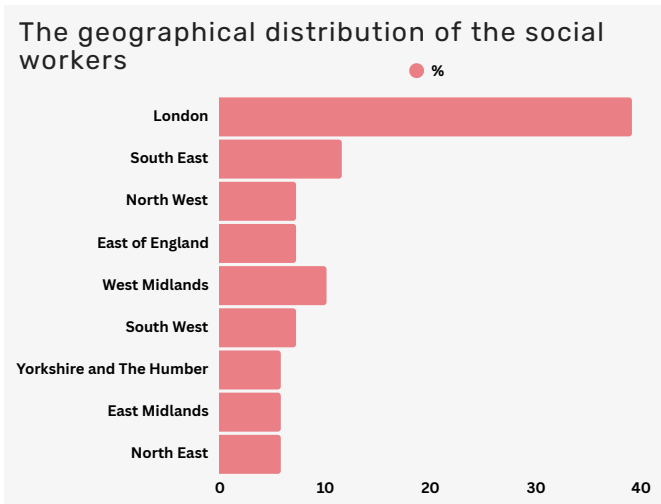 The geographical distribution of the social
workers
%
London
South East
North West
East of England
West Midlands
South West
Yorkshire and The Humber
East Midlands
North East
0 10 20 30 40